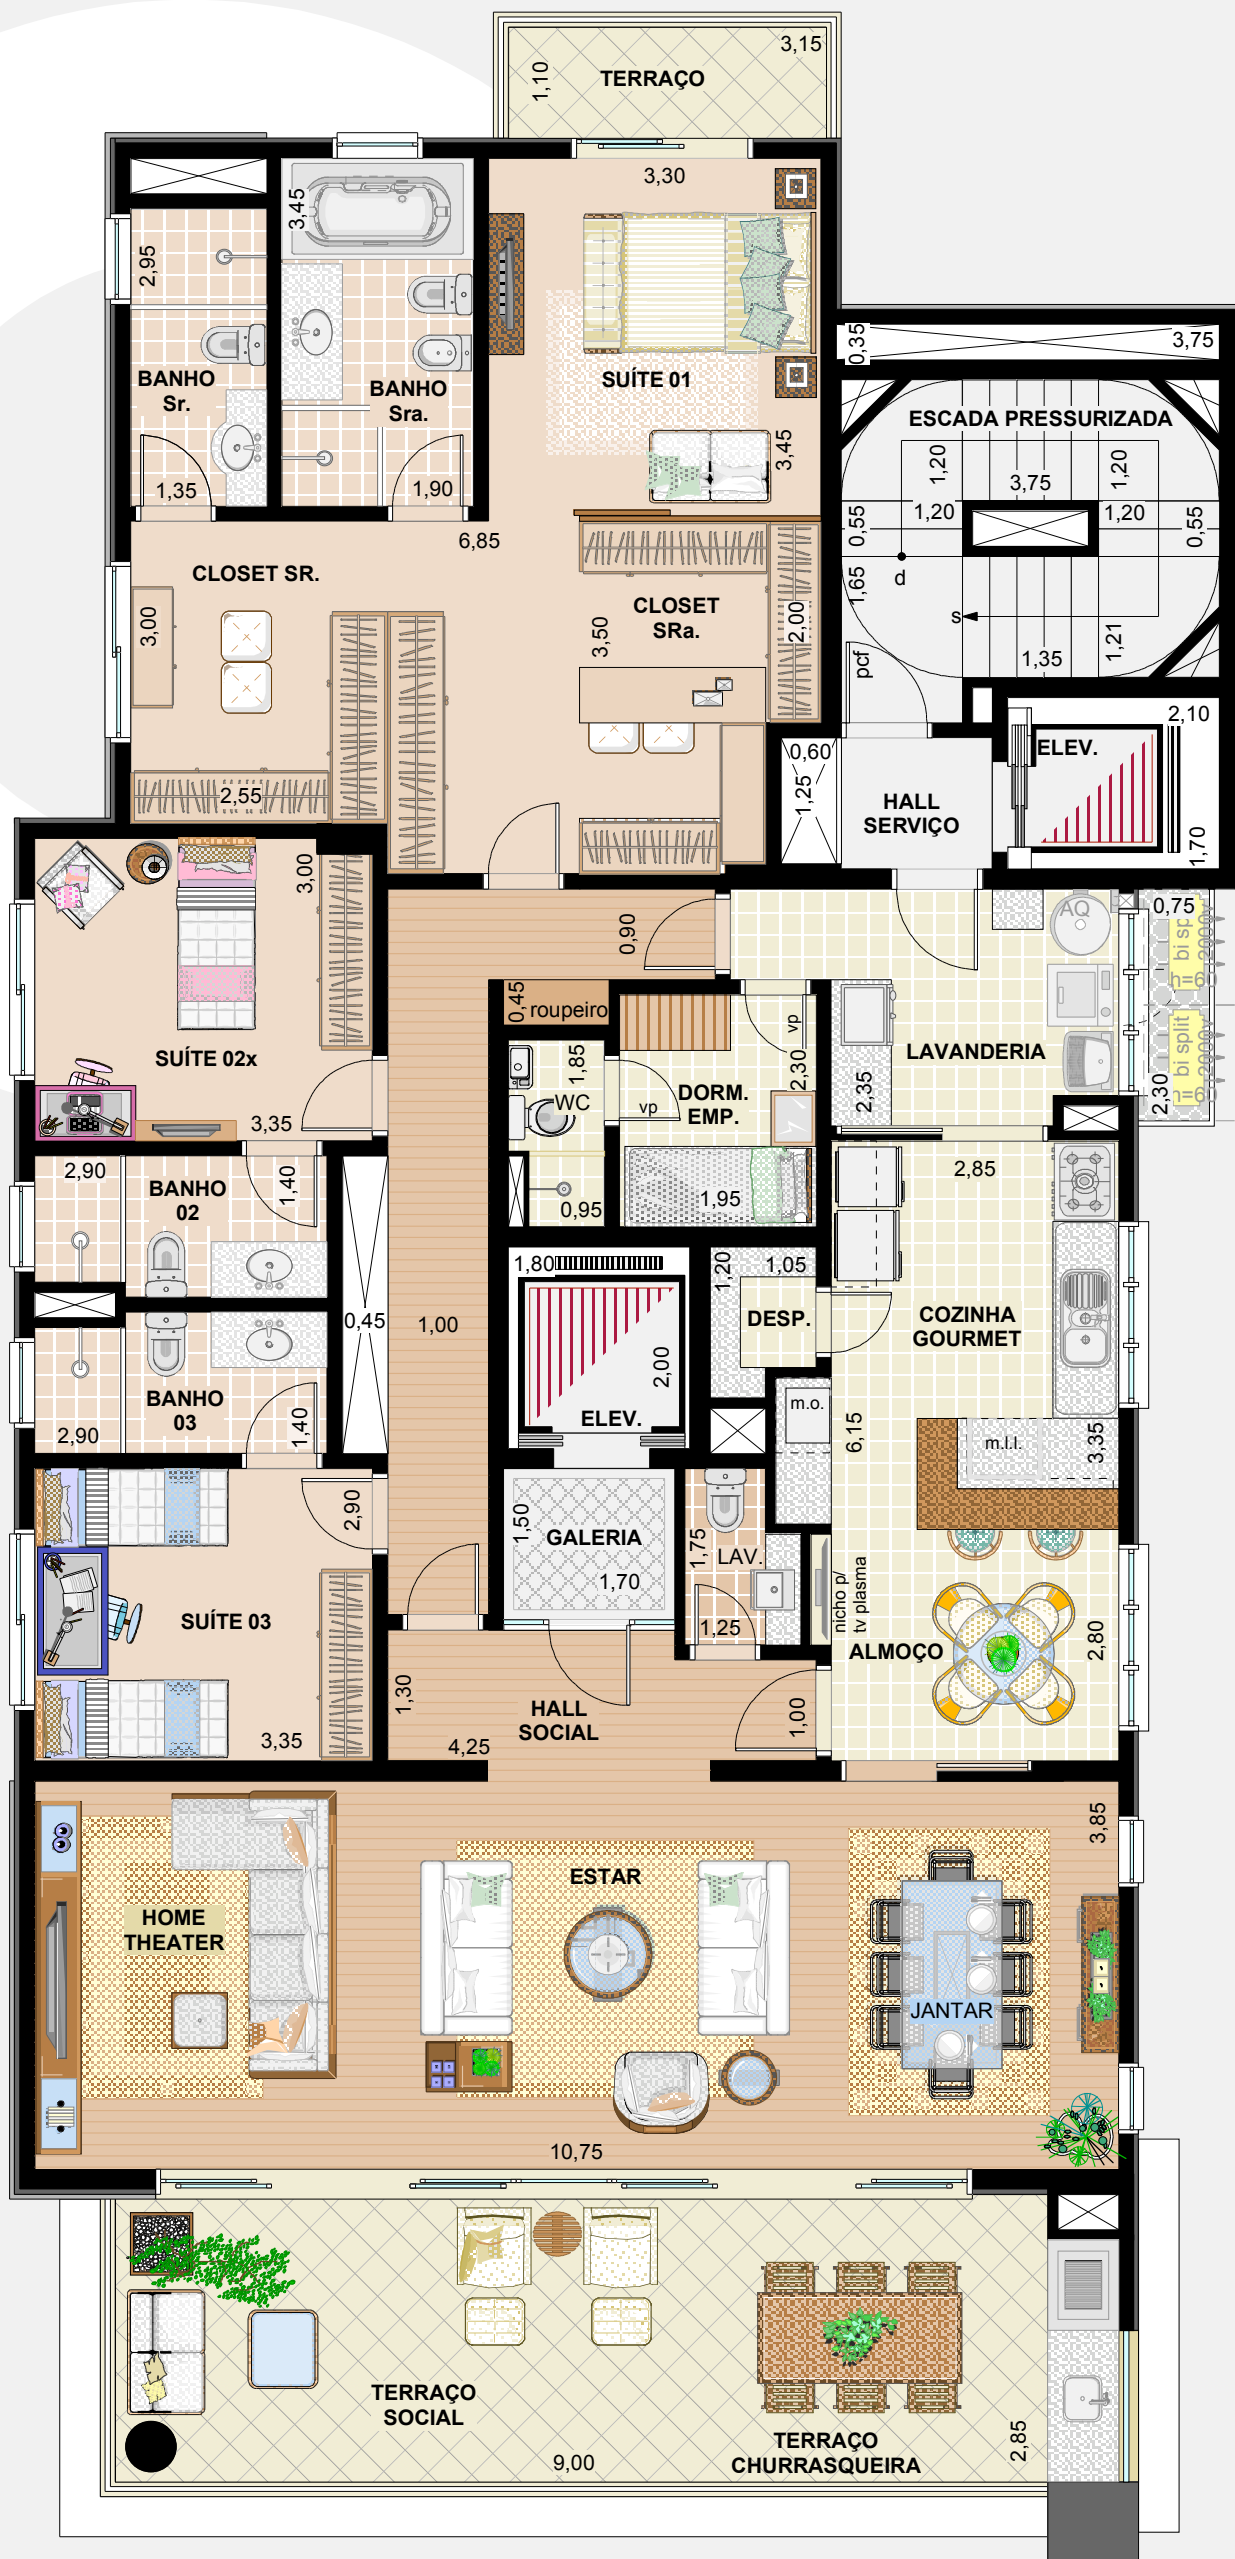 3,15
1,10
TERRAÇO
3,30
3,45
2,95
BANHO
Sr.
BANHO
Sra.
SUÍTE 01
3,45
1,35
1,90
0,35
3,75
ESCADA PRESSURIZADA
1,20
1,20
3,75
1,20
1,20
0,55
0,55
1,65
d
s
1,21
1,35
pcf
6,85
CLOSET SR.
CLOSET
SRa.
3,00
3,50
2,00
2,55
2,10
ELEV.
0,60
1,25
HALL
SERVIÇO
1,70
3,00
0,90
AQ
0,75
bi sp
h=60
2000w
0,45
roupeiro
SUÍTE 02x
1,85
WC
vp
vp
2,30
DORM.
EMP.
LAVANDERIA
2,35
bi split
h=60
2000w
2,30
3,35
2,90
BANHO
02
1,40
0,95
1,95
2,85
1,80
1,20
1,05
DESP.
COZINHA
GOURMET
0,45
1,00
2,00
ELEV.
BANHO
03
2,90
1,40
m.o.
6,15
m.l.l.
3,35
2,90
1,50
GALERIA
1,70
1,75
LAV.
1,25
nicho p/
tv plasma
SUÍTE 03
ALMOÇO
2,80
1,30
HALL
SOCIAL
1,00
3,35
4,25
3,85
ESTAR
HOME
THEATER
JANTAR
10,75
TERRAÇO
SOCIAL
TERRAÇO
CHURRASQUEIRA
2,85
9,00